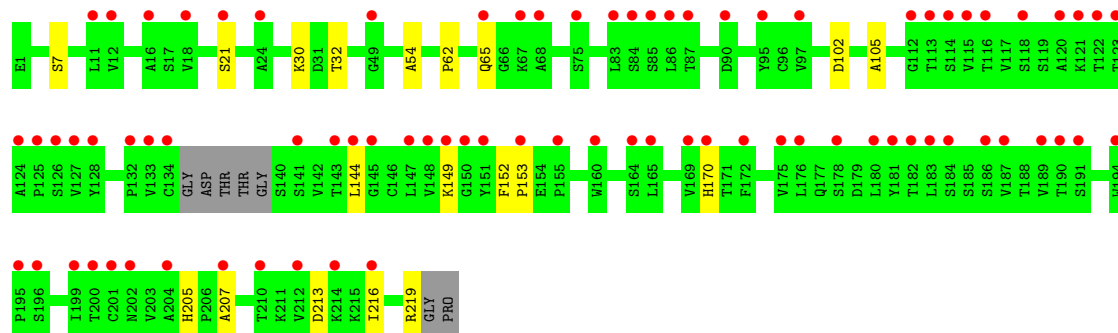 E1 S7 L11 V12 A16 S17 V18 S21 A24 K30 D31 T32 G49 A54 P62 Q65 G66 K67 A68 S75 L83 S84 S85 L86 T87 D90 Y95 C96 V97 D102 A105 G112 T113 S114 V115 T116 V117 S118 S119 A120 K121 T122 T123
A124 P125 S126 V127 Y128 P132 V133 C134 GLY ASP THR THR GLY S140 S141 V142 T143 L144 G145 C146 L147 V148 K149 G150 Y151 F152 P153 E154 P155 W160 S164 L165 V169 H170 T171 F172 V175 L176 Q177 S178 D179 L180 Y181 T182 L183 S184 S185 S186 V187 T188 V189 T190 S191 L194
P195 S196 I199 T200 C201 N202 V203 A204 H205 P206 A207 T210 K211 V212 D213 K214 K215 I216 R219 GLY PRO